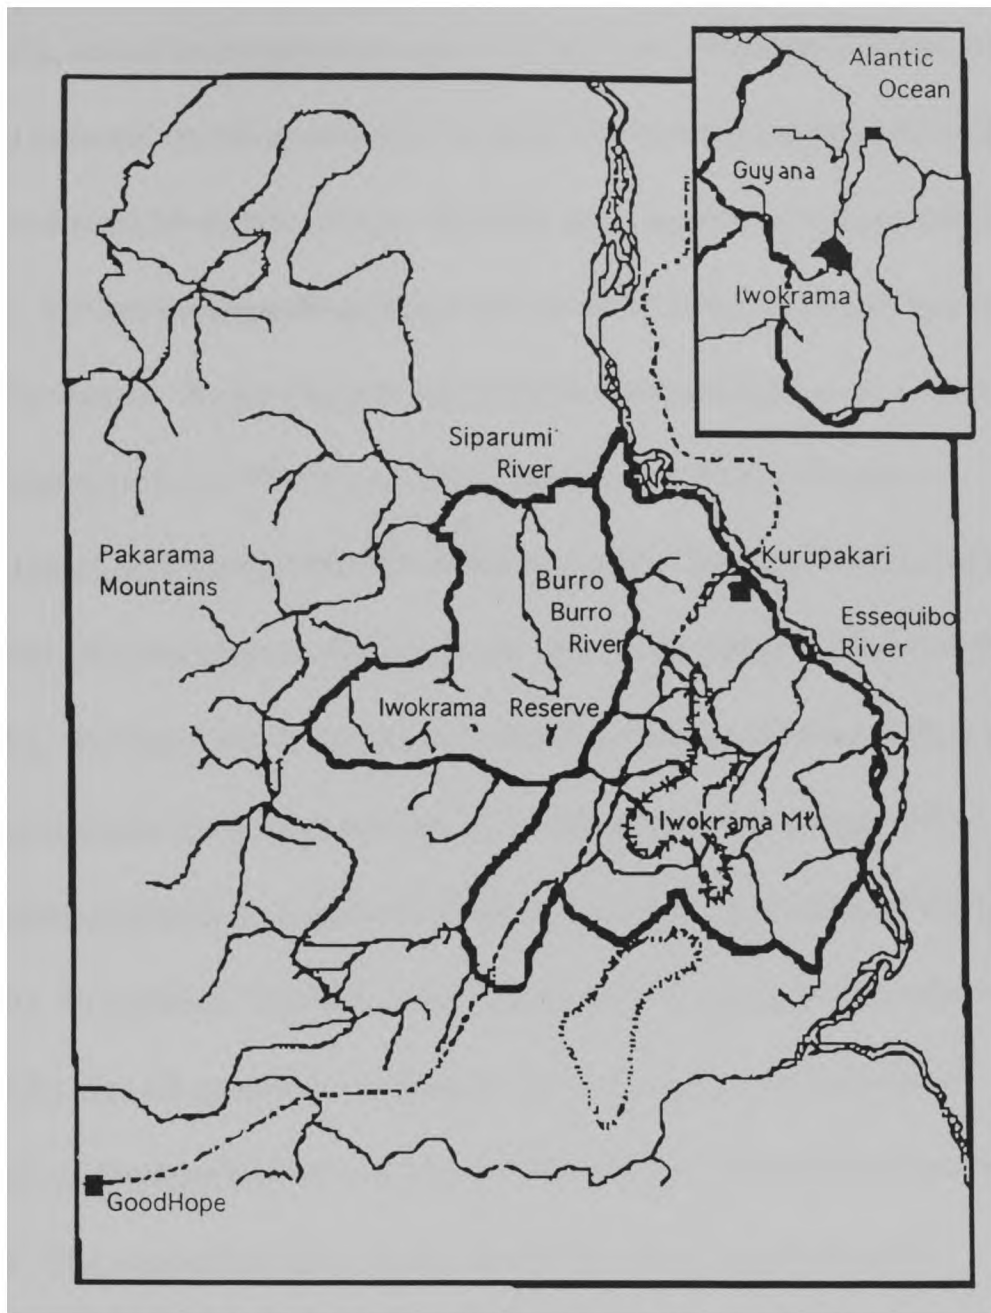 Alantic
Ocean
Guyana
Iwokrama
Siparumi
River
Pakarama
Mountains
Kurupakari
Burro
Burro
River
Essequibo
River
Iwokrama Reserve
Iwokrama Mt.
GoodHope